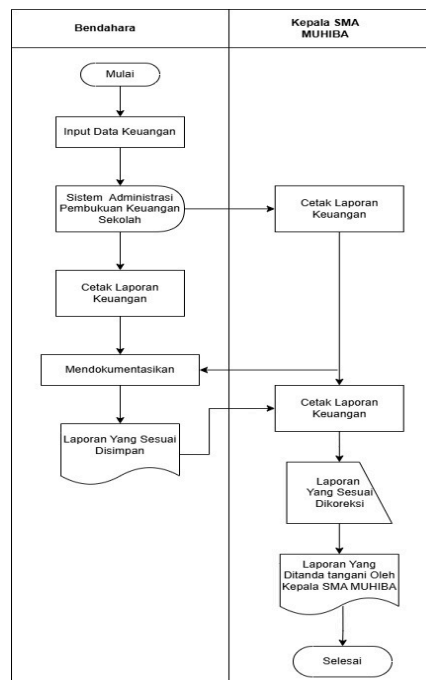 Bendahara
Kepala SMA
MUHIBA
Mulai
Input Data Keuangan
Sistem Administrasi
Pembukuan Keuangan
Sekolah
Cetak Laporan
Keuangan
Cetak Laporan
Keuangan
Mendokumentasikan
Cetak Laporan
Keuangan
Laporan Yang Sesuai
Disimpan
Laporan
Yang Sesuai
Dikoreksi
Laporan Yang
Ditanda tangani Oleh
Kepala SMA MUHIBA
Selesai